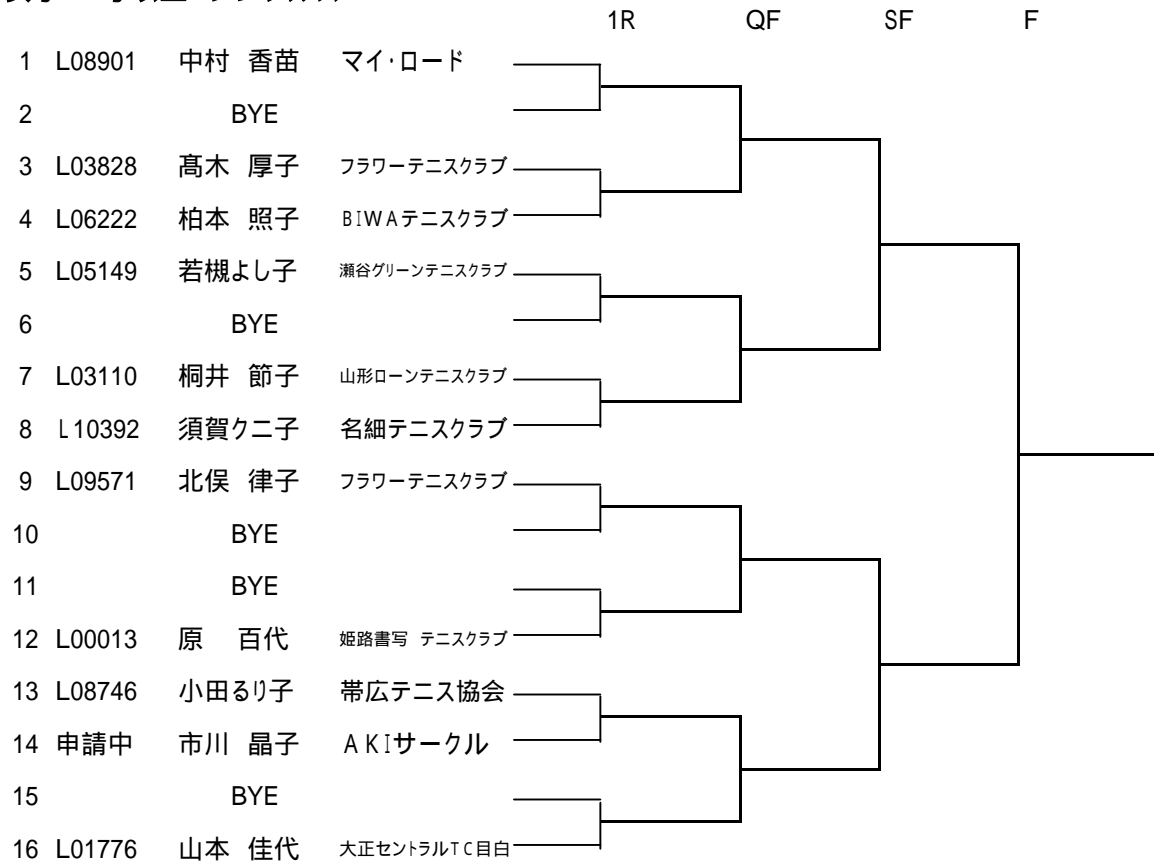 1R QF SF F
1 L08901 中村 香苗 マイ・ロード
2 BYE
3 L03828 髙木 厚子 フラワーテニスクラブ
4 L06222 柏本 照子 BIWAテニスクラブ
5 L05149 若槻よし子 瀬谷グリーンテニスクラブ
6 BYE
7 L03110 桐井 節子 山形ローンテニスクラブ
8 L10392 須賀クニ子 名細テニスクラブ
9 L09571 北俣 律子 フラワーテニスクラブ
10 BYE
11 BYE
12 L00013 原 百代 姫路書写 テニスクラブ
13 L08746 小田るり子 帯広テニス協会
14 申請中 市川 晶子 AKIサークル
15 BYE
16 L01776 山本 佳代 大正セントラルTC目白